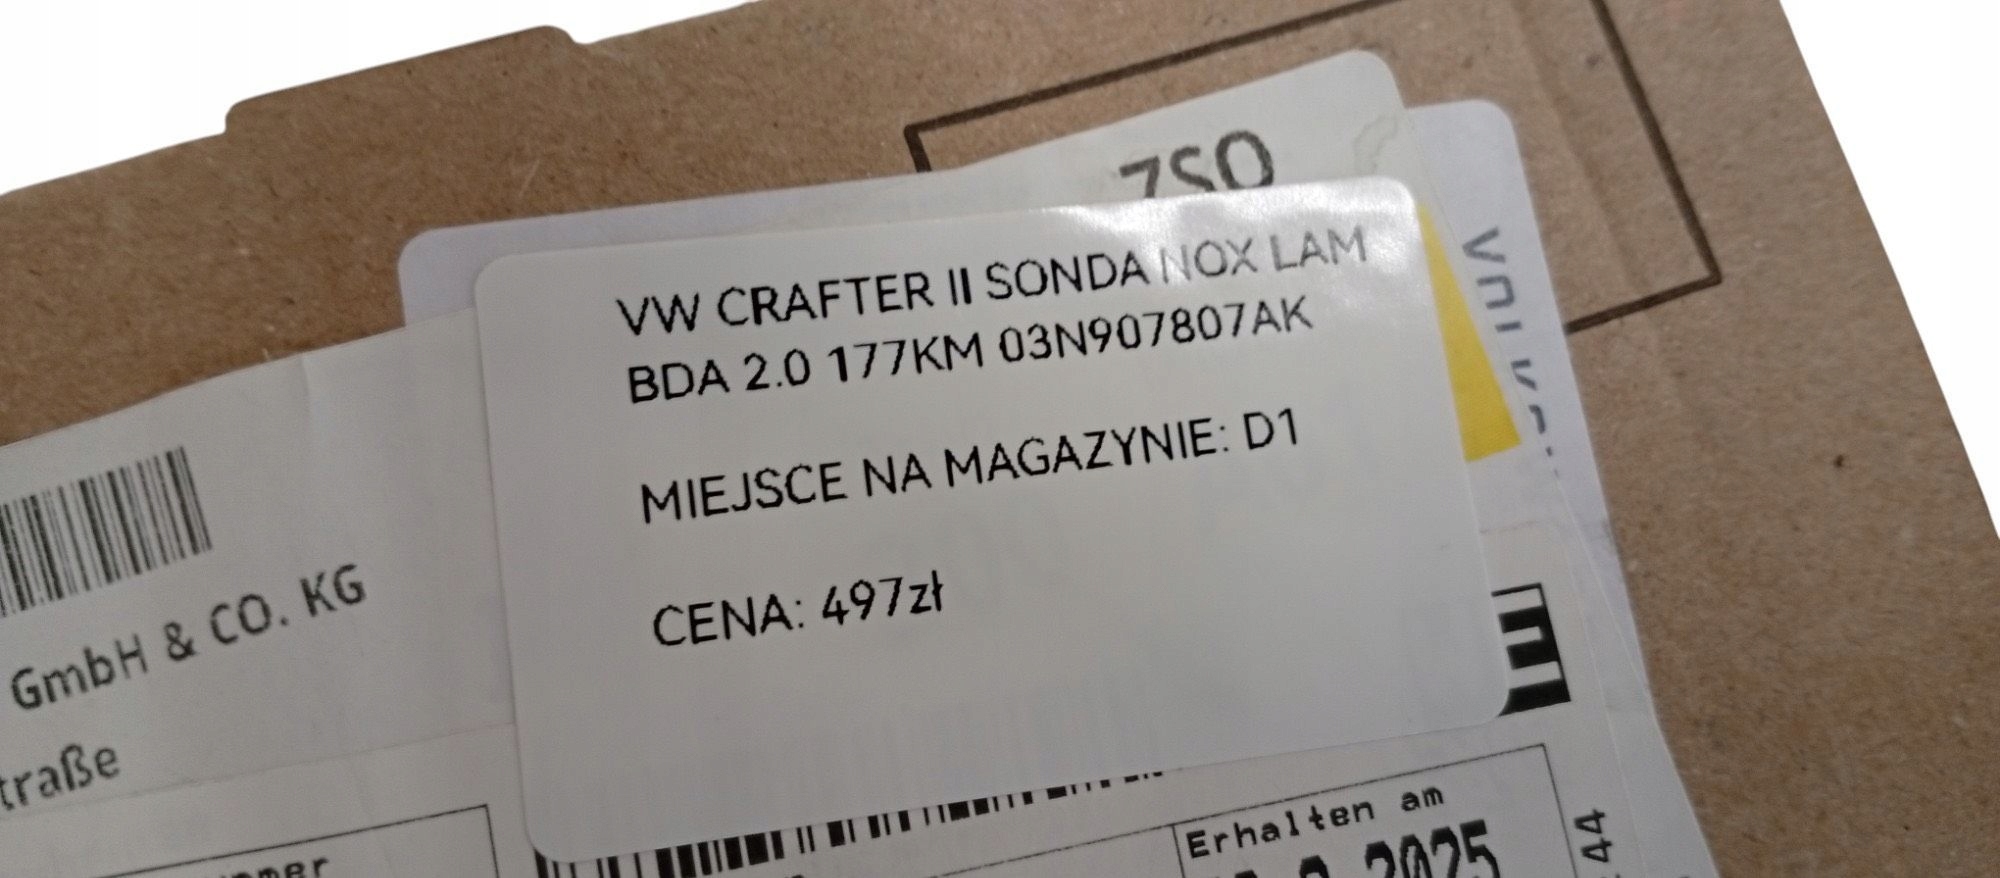 ZSO
VW CRAFTER II SONDA NOX LAM
BDA 2.0 177KM 03N907807AK
MIEJSCE NA MAGAZYNIE: D1
CENA: 497zł
GmbH & CO. KG
traße
Erhalten am
2025
44